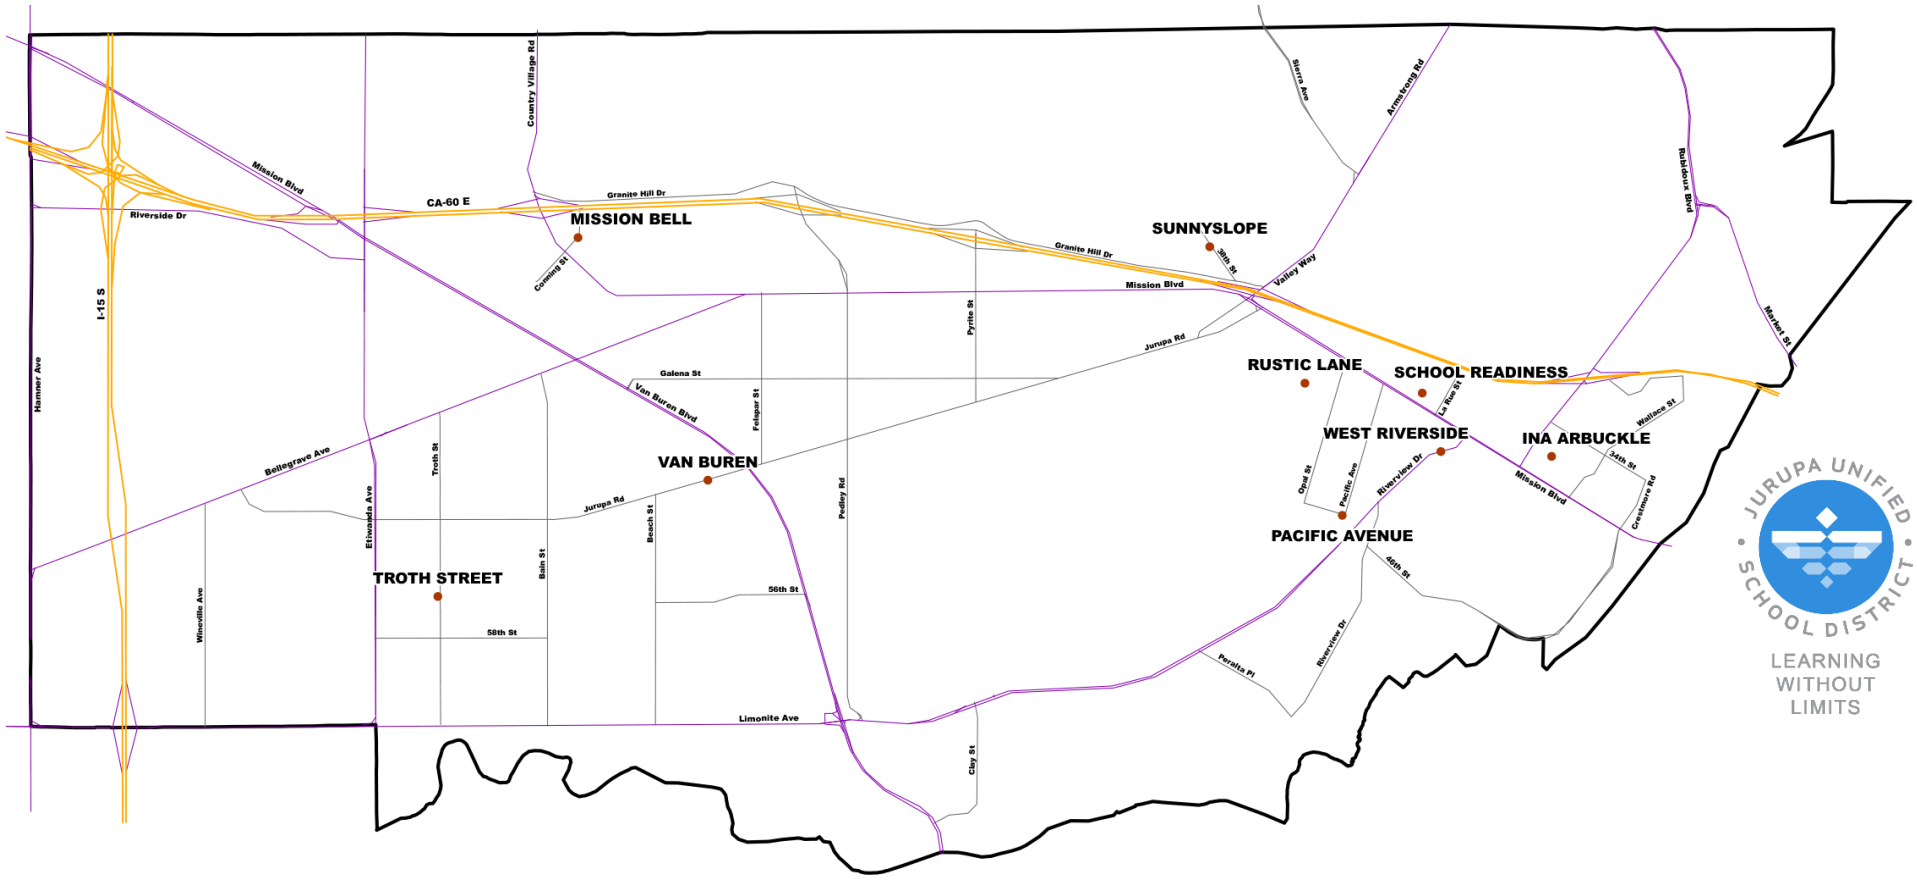 Country Village Rd
Sierra Ave
Armstrong Rd
Mission Blvd
Rubidoux Blvd
CA-60 E
Granite Hill Dr
Riverside Dr
MISSION BELL
SUNNYSLOPE
38th St
Granite Hill Dr
Conning St
Valley Way
Mission Blvd
I-15 S
Pyrite St
Market St
Jurupa Rd
Hamner Ave
Galena St
RUSTIC LANE
SCHOOL READINESS
Van Buren Blvd
Felspar St
La Rue St
Wallace St
WEST RIVERSIDE
INA ARBUCKLE
Bellegrave Ave
Troth St
VAN BUREN
34th St
Opal St
Pacific Ave
Riverview Dr
Mission Blvd
Crestmore Rd
Jurupa Rd
Pedley Rd
Etiwanda Ave
Beach St
PACIFIC AVENUE
Bain St
46th St
TROTH STREET
56th St
Wineville Ave
58th St
Riverview Dr
Peralta Pl
Limonite Ave
Clay St
JURUPA UNIFIED
SCHOOL DISTRICT
LEARNING
WITHOUT
LIMITS